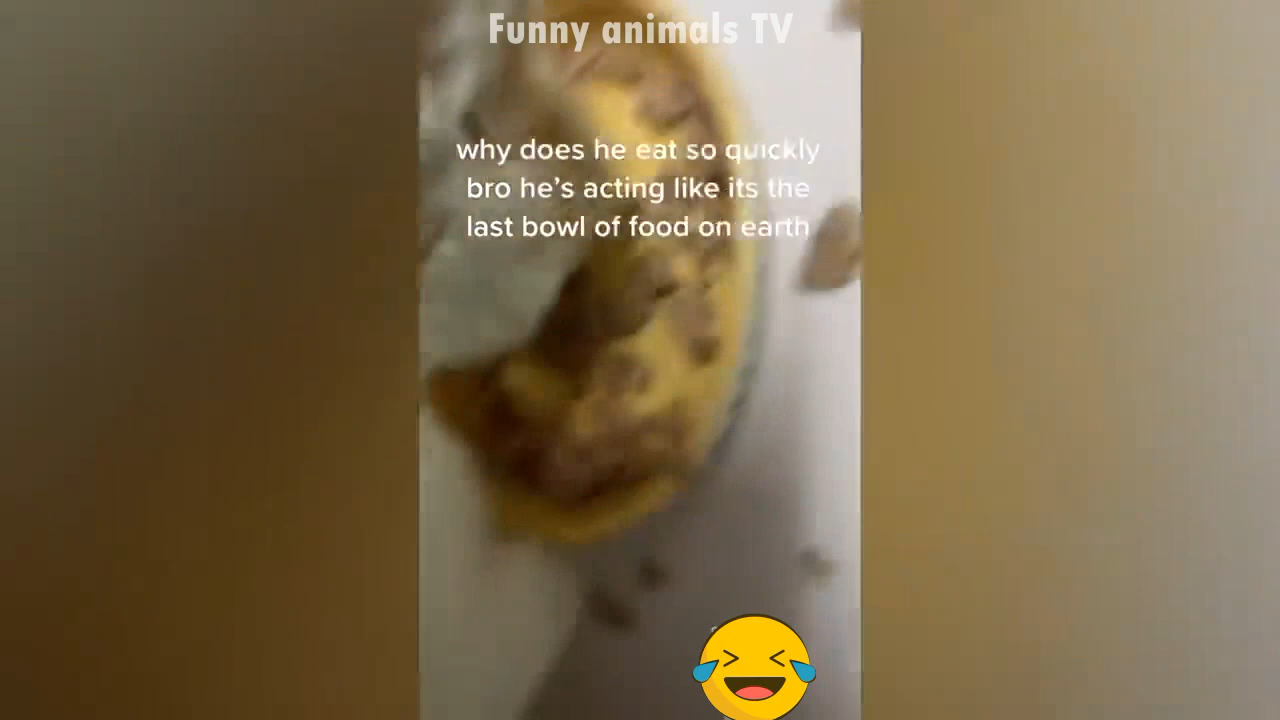 Funny animals TV
why does he eat so quickly
bro he's acting like its the
last bowl of food on earth